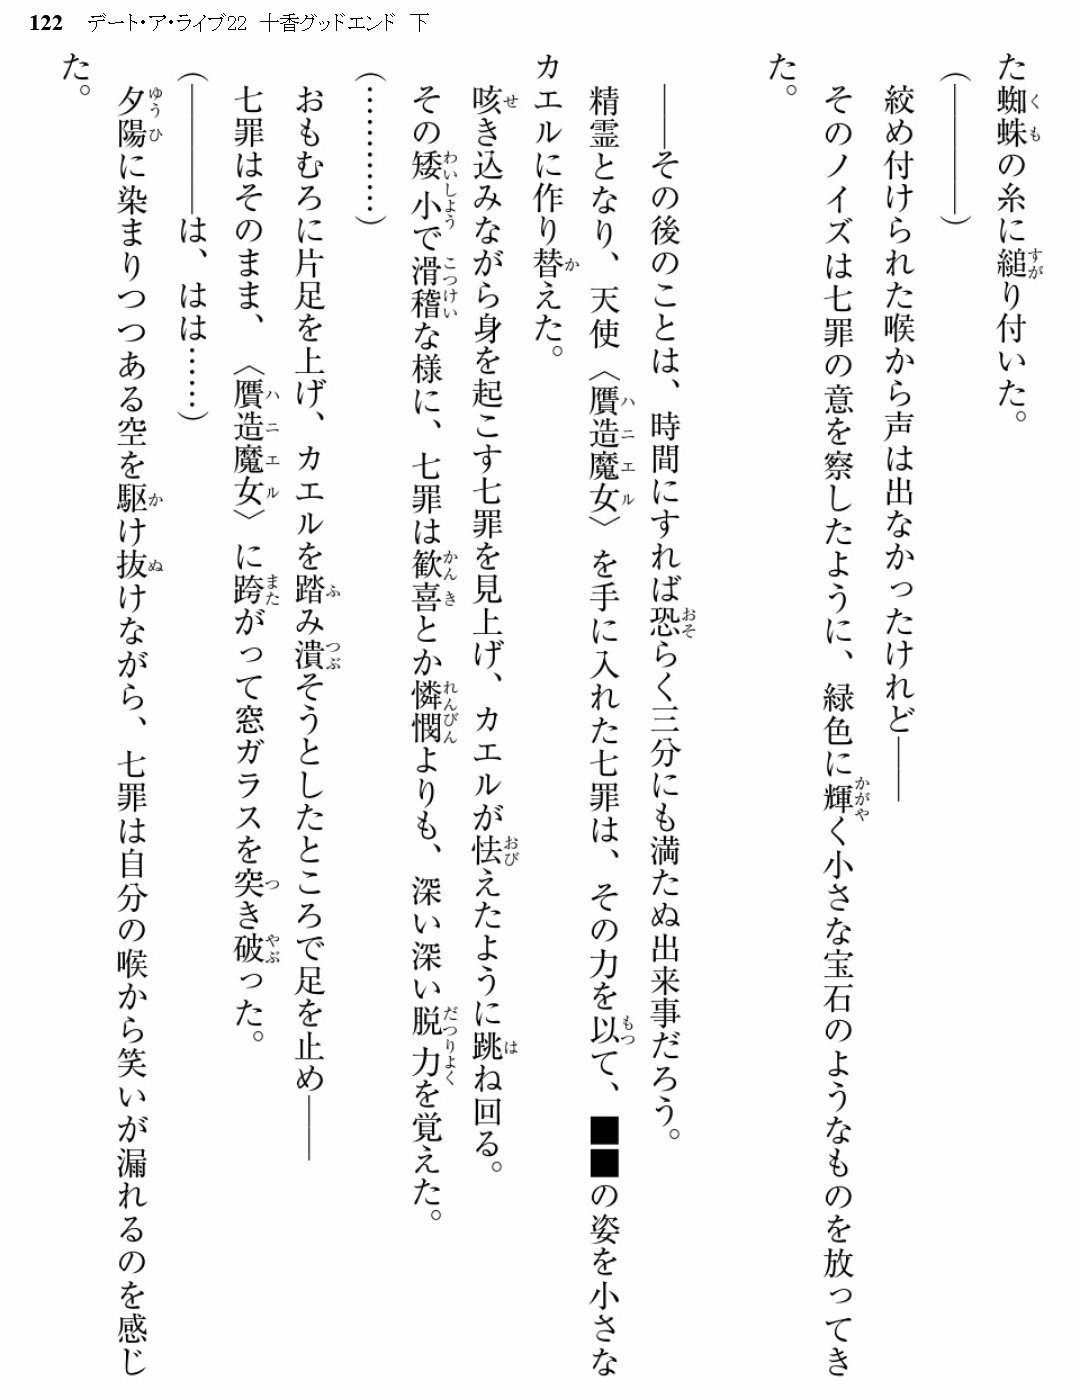 122 デート・ア・ライブ22 十香グッドエンド 下
た蜘蛛の糸に縋り付いた。
（――――）
絞め付けられた喉から声は出なかったけれど――
そのノイズは七罪の意を察したように、緑色に輝く小さな宝石のようなものを放ってき
た。
――その後のことは、時間にすれば恐らく三分にも満たぬ出来事だろう。
精霊となり、天使〈贋造魔女〉を手に入れた七罪は、その力を以て、■■の姿を小さな
カエルに作り替えた。
咳き込みながら身を起こす七罪を見上げ、カエルが怯えたように跳ね回る。
その矮小で滑稽な様に、七罪は歓喜とか憐憫よりも、深い深い脱力を覚えた。
（…………）
おもむろに片足を上げ、カエルを踏み潰そうとしたところで足を止め――
七罪はそのまま、〈贋造魔女〉に跨がって窓ガラスを突き破った。
（――――は、はは……）
夕陽に染まりつつある空を駆け抜けながら、七罪は自分の喉から笑いが漏れるのを感じ
た。